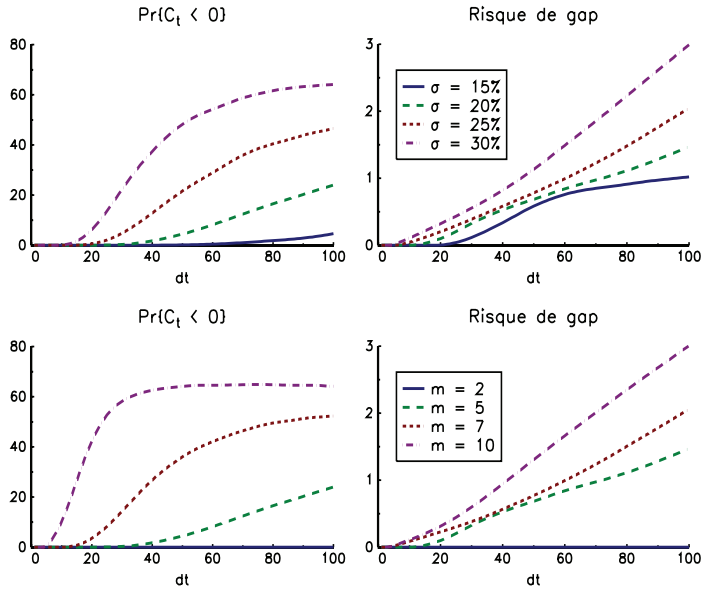 Pr{C_t < 0}
80
60
40
20
0
0 20 40 60 80 100
dt
Risque de gap
3
2
1
0
σ = 15%
σ = 20%
σ = 25%
σ = 30%
0 20 40 60 80 100
dt
Pr{C_t < 0}
80
60
40
20
0
0 20 40 60 80 100
dt
Risque de gap
3
2
1
0
m = 2
m = 5
m = 7
m = 10
0 20 40 60 80 100
dt